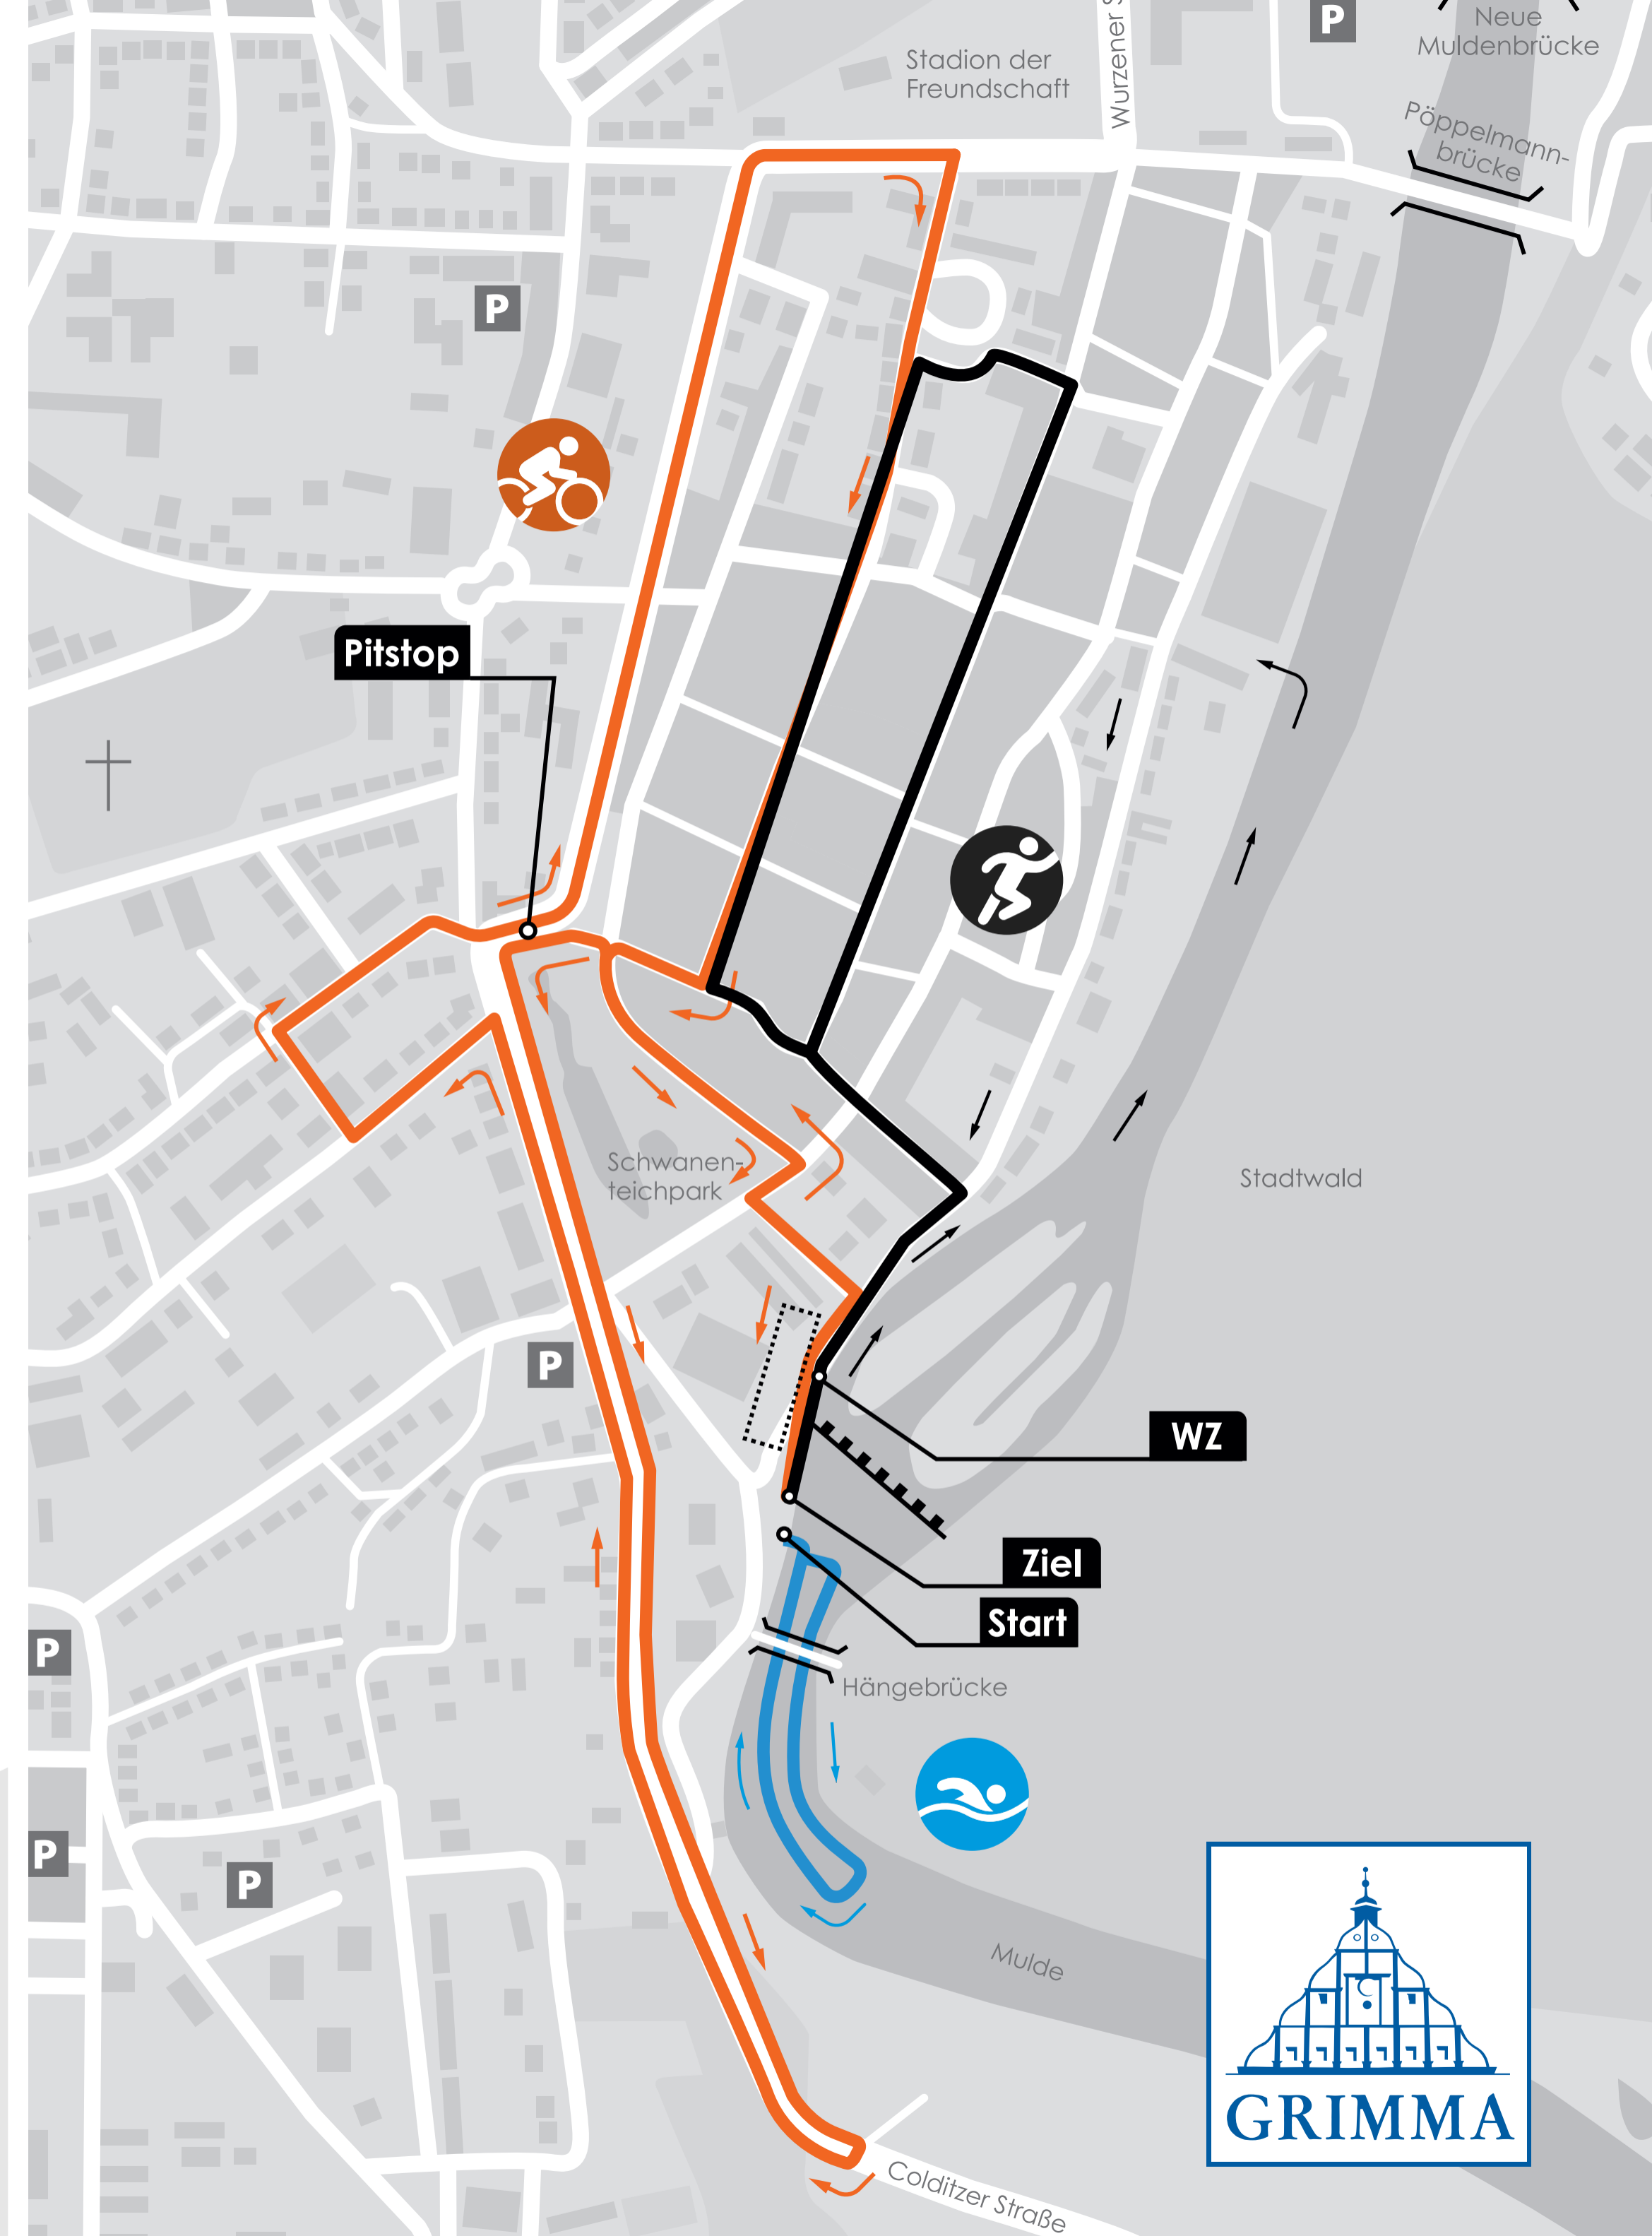 P
Neue
Muldenbrücke
Stadion der
Freundschaft
Wurzener S
Pöppelmann-
brücke
P
Pitstop
Schwanen-
teichpark
Stadtwald
P
WZ
Ziel
Start
P
Hängebrücke
P
P
Mulde
GRIMMA
Colditzer Straße